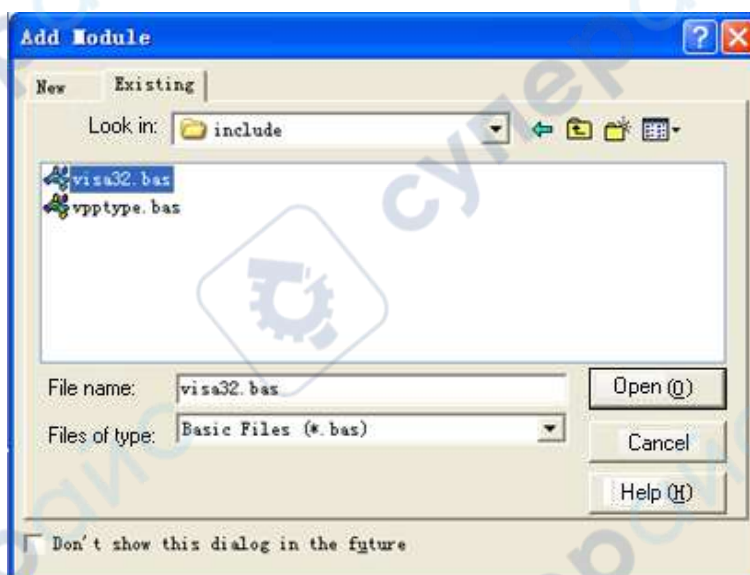 Add Module
New Existing
Look in: include
visa32.bas
vpptype.bas
File name: visa32.bas Open (O)
Files of type: Basic Files (*.bas) Cancel
Help (H)
Don't show this dialog in the future
супер